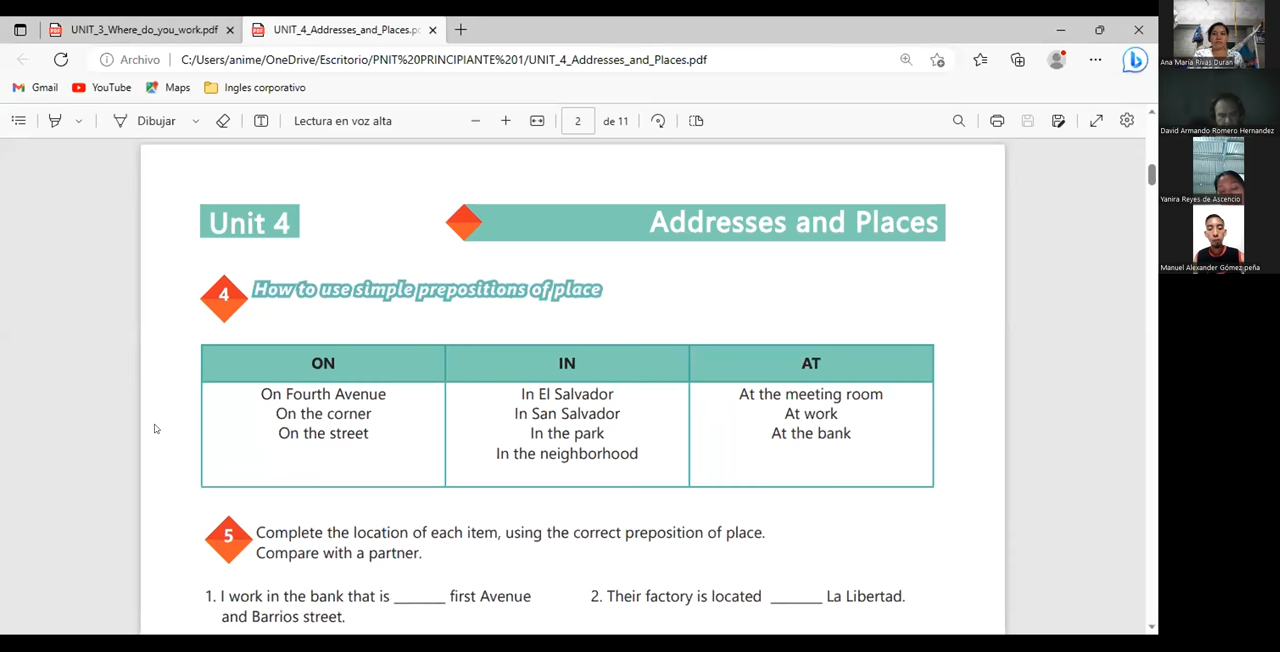 UNIT_3_Where_do_you_work.pdf
UNIT_4_Addresses_and_Places.pd
Archivo
C:/Users/anime/OneDrive/Escritorio/PNIT%20PRINCIPIANTE%201/UNIT_4_Addresses_and_Places.pdf
Gmail
YouTube
Maps
Ingles corporativo
Dibujar
Lectura en voz alta
2
de 11
Ana María Rivas Duran
David Armando Romero Hernandez
Yanira Reyes de Ascencio
Manuel Alexander Gómez peña
Unit 4
Addresses and Places
4
How to use simple prepositions of place
ON
IN
AT
On Fourth Avenue
On the corner
On the street
In El Salvador
In San Salvador
In the park
In the neighborhood
At the meeting room
At work
At the bank
5
Complete the location of each item, using the correct preposition of place.
Compare with a partner.
1. I work in the bank that is ______ first Avenue
and Barrios street.
2. Their factory is located ______ La Libertad.